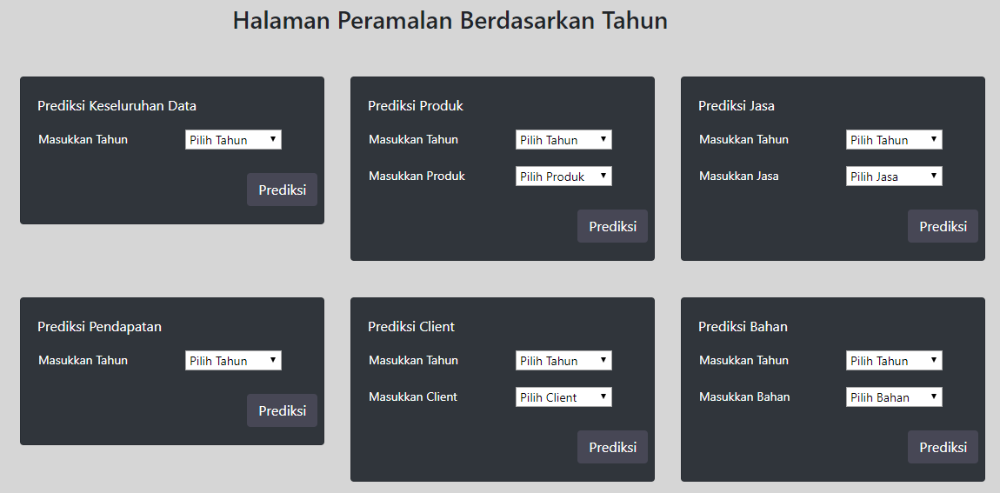 Halaman Peramalan Berdasarkan Tahun
Prediksi Keseluruhan Data
Masukkan Tahun Pilih Tahun
Prediksi
Prediksi Produk
Masukkan Tahun Pilih Tahun
Masukkan Produk Pilih Produk
Prediksi
Prediksi Jasa
Masukkan Tahun Pilih Tahun
Masukkan Jasa Pilih Jasa
Prediksi
Prediksi Pendapatan
Masukkan Tahun Pilih Tahun
Prediksi
Prediksi Client
Masukkan Tahun Pilih Tahun
Masukkan Client Pilih Client
Prediksi
Prediksi Bahan
Masukkan Tahun Pilih Tahun
Masukkan Bahan Pilih Bahan
Prediksi